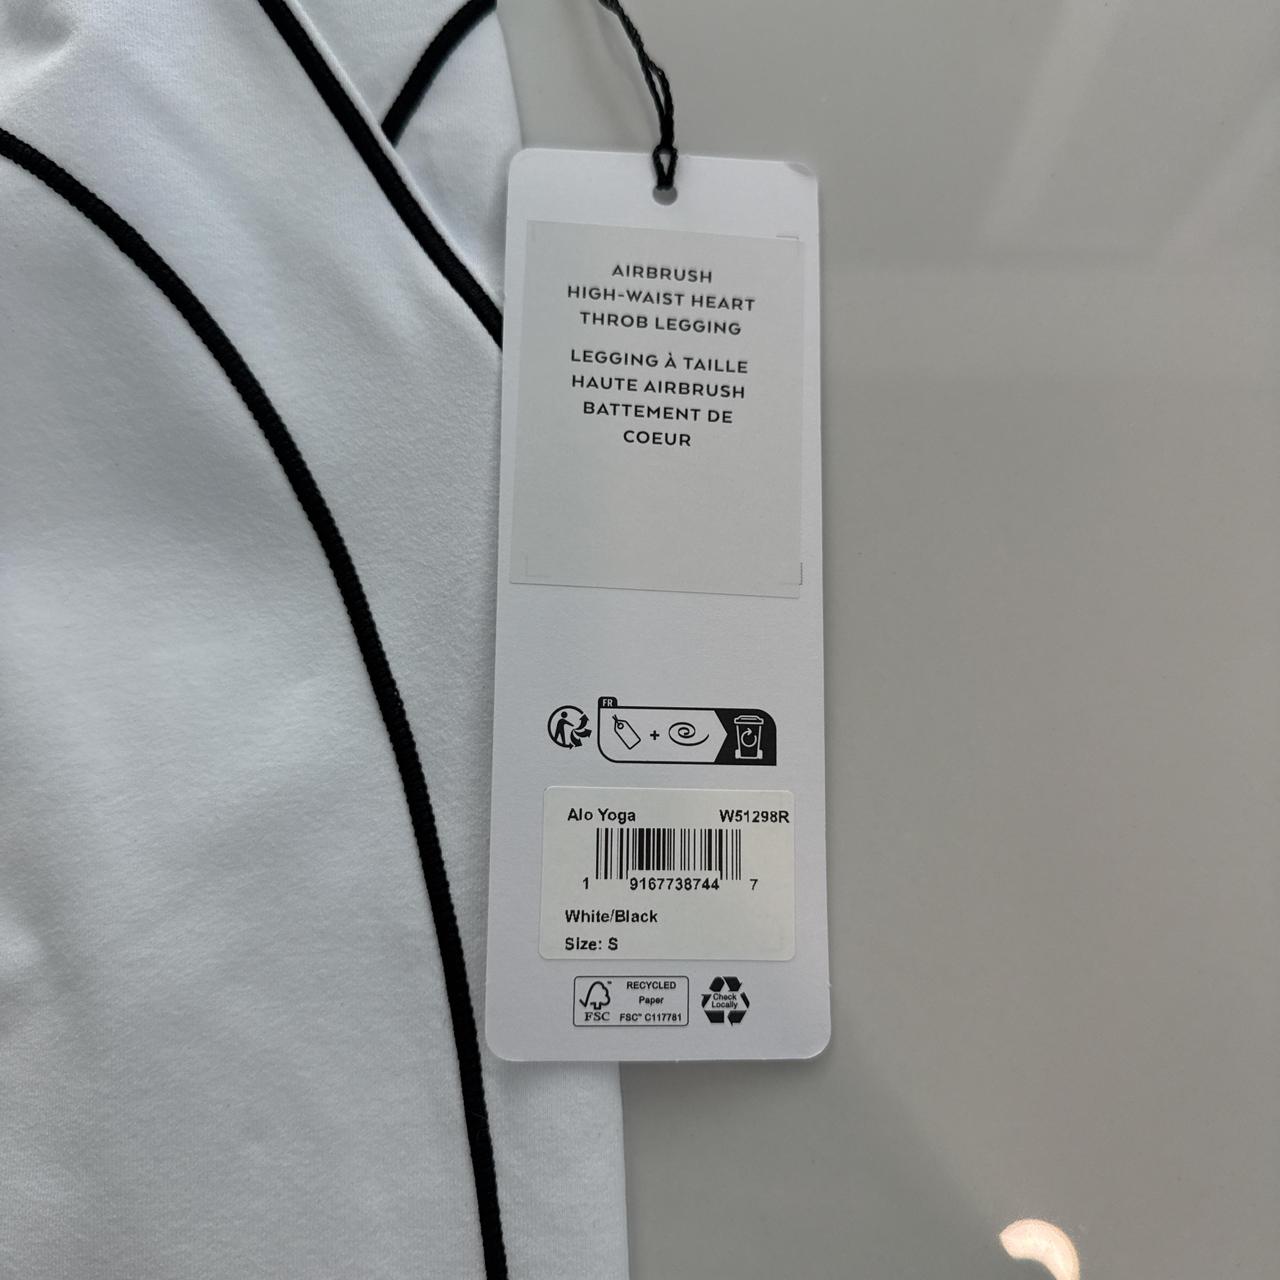 AIRBRUSH
HIGH-WAIST HEART
THROB LEGGING
LEGGING À TAILLE
HAUTE AIRBRUSH
BATTEMENT DE
COEUR
FR
+
Alo Yoga W51298R
1 9167738744 7
White/Black
Size: S
RECYCLED
Paper
FSC™ FSC™ C117781
Check
Locally